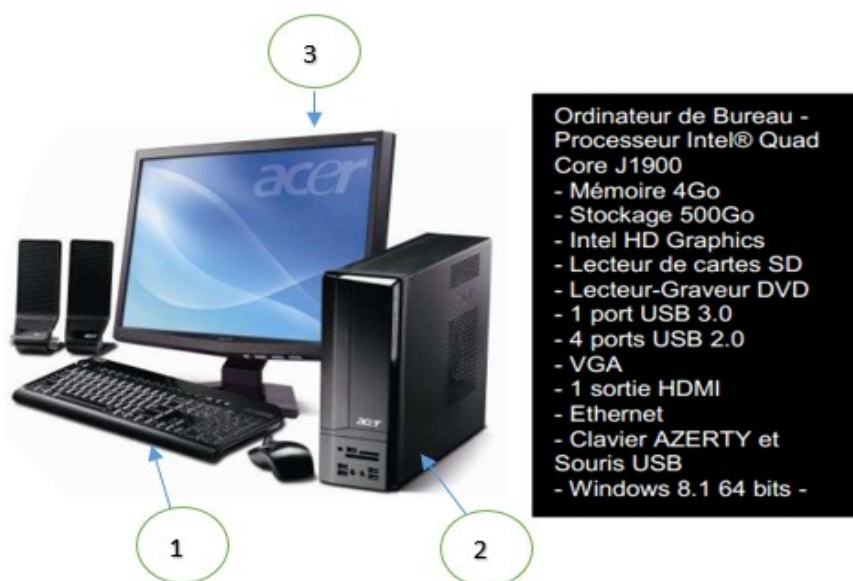 3
acer
Ordinateur de Bureau -
Processeur Intel® Quad
Core J1900
- Mémoire 4Go
- Stockage 500Go
- Intel HD Graphics
- Lecteur de cartes SD
- Lecteur-Graveur DVD
- 1 port USB 3.0
- 4 ports USB 2.0
- VGA
- 1 sortie HDMI
- Ethernet
- Clavier AZERTY et
Souris USB
- Windows 8.1 64 bits -
acer
1
2